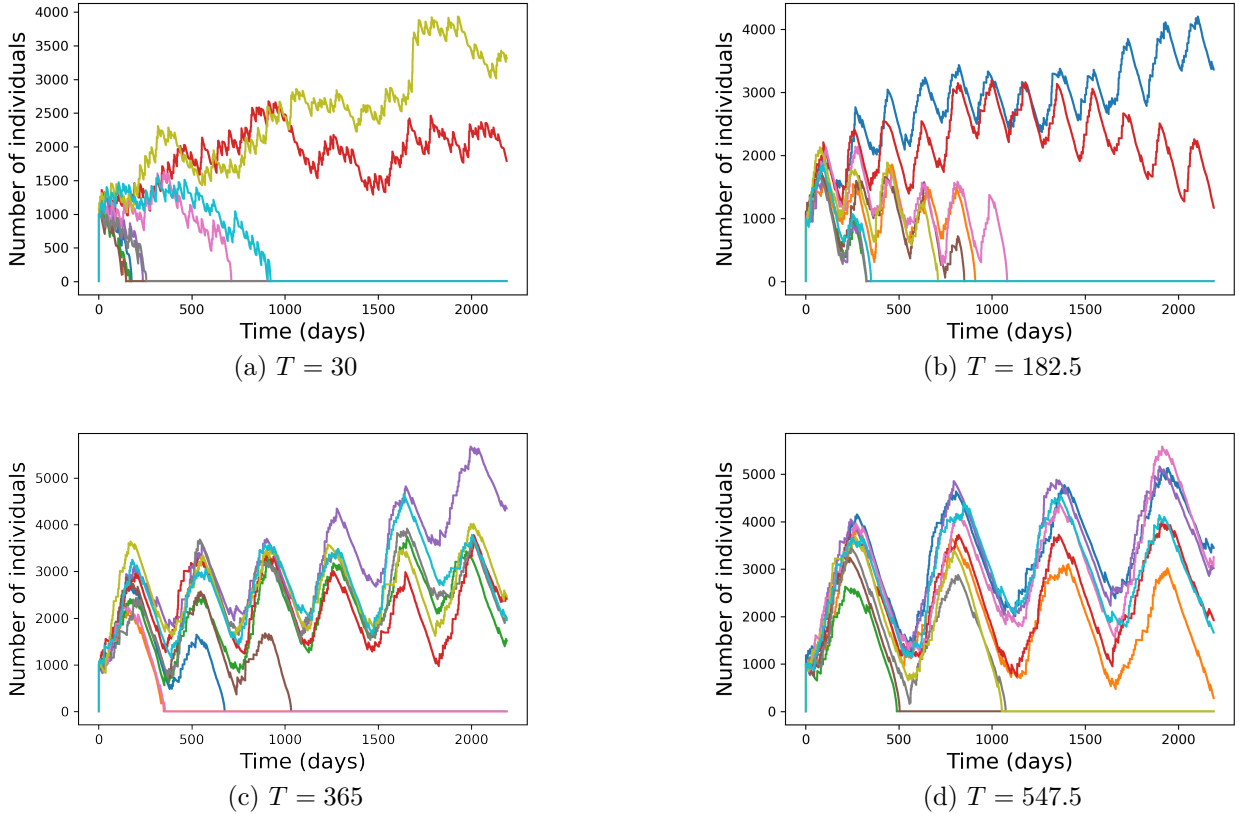 4000
3500
3000
2500
2000
1500
1000
500
0
Number of individuals
0 500 1000 1500 2000
Time (days)
(a) T = 30
4000
3000
2000
1000
0
Number of individuals
0 500 1000 1500 2000
Time (days)
(b) T = 182.5
5000
4000
3000
2000
1000
0
Number of individuals
0 500 1000 1500 2000
Time (days)
(c) T = 365
5000
4000
3000
2000
1000
0
Number of individuals
0 500 1000 1500 2000
Time (days)
(d) T = 547.5